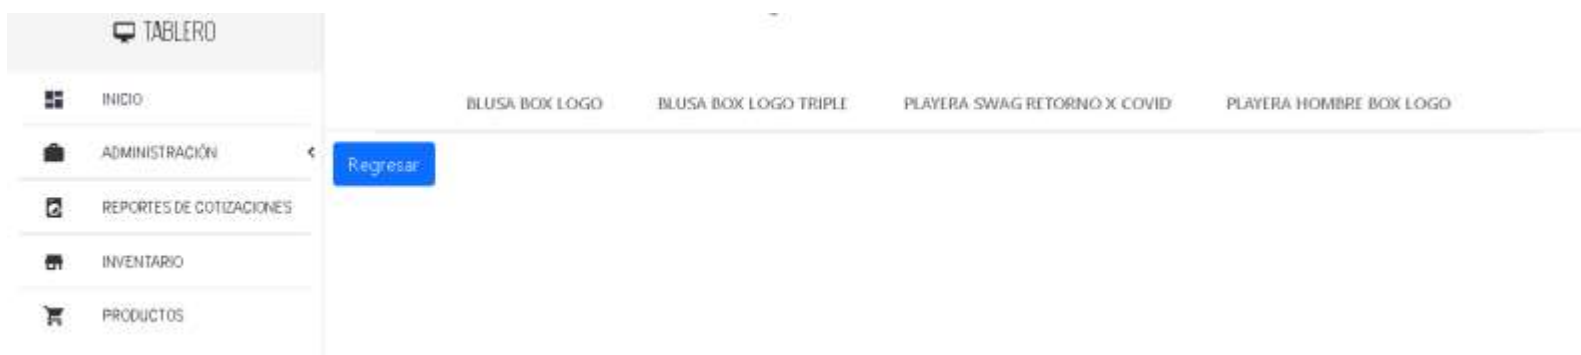 TABLERO
INICIO
BLUSA BOX LOGO BLUSA BOX LOGO TRIPLE PLAYERA SWAG RETORNO X COVID PLAYERA HOMBRE BOX LOGO
ADMINISTRACIÓN
Regresar
REPORTES DE COTIZACIONES
INVENTARIO
PRODUCTOS